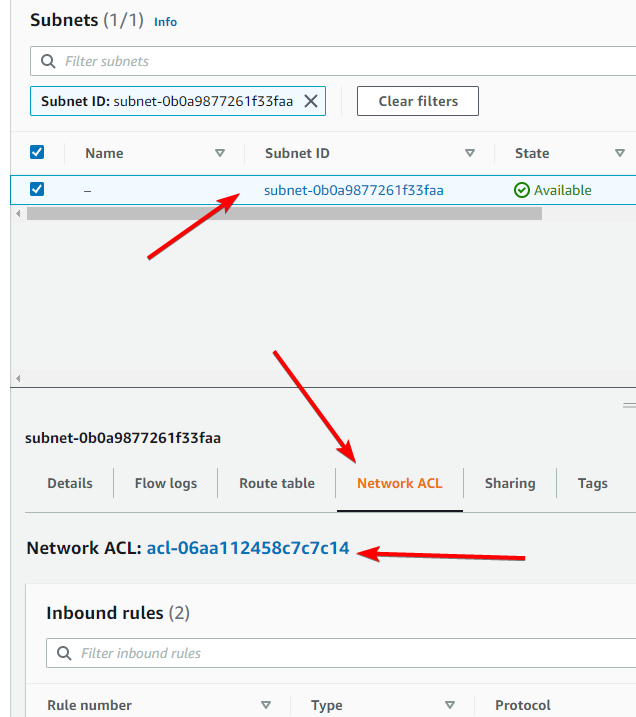 Subnets (1/1) Info
Filter subnets
Subnet ID: subnet-0b0a9877261f33faa Clear filters
Name Subnet ID State
– subnet-0b0a9877261f33faa Available
subnet-0b0a9877261f33faa
Details Flow logs Route table Network ACL Sharing Tags
Network ACL: acl-06aa112458c7c7c14
Inbound rules (2)
Filter inbound rules
Rule number Type Protocol